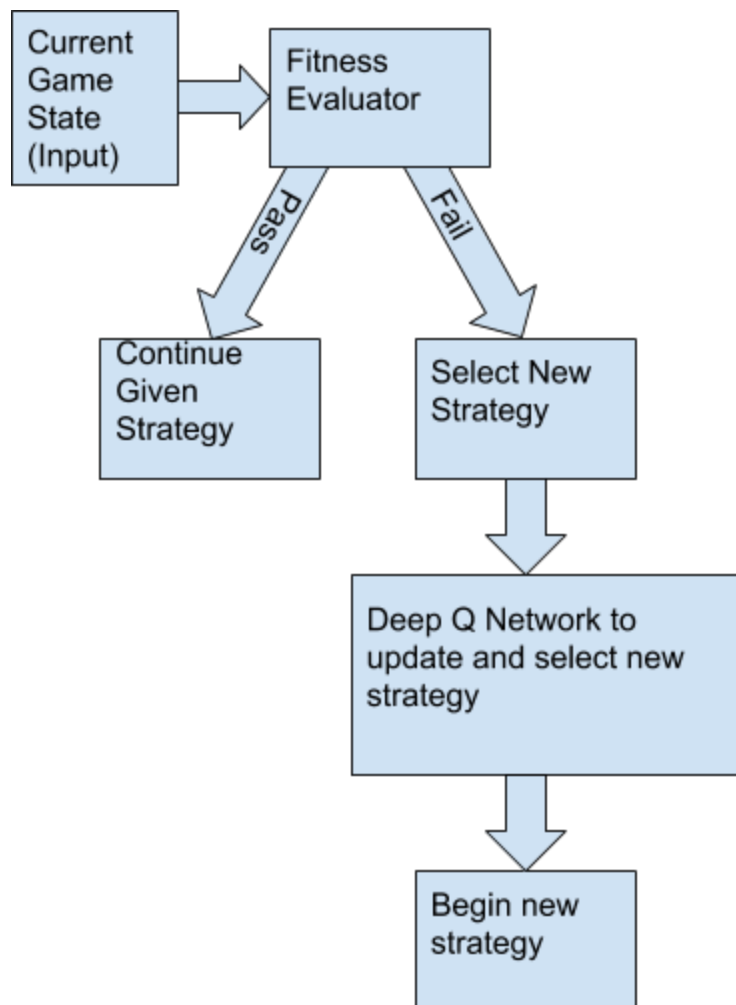 Current
Game
State
(Input)
Fitness
Evaluator
Pass
Fail
Continue
Given
Strategy
Select New
Strategy
Deep Q Network to
update and select new
strategy
Begin new
strategy